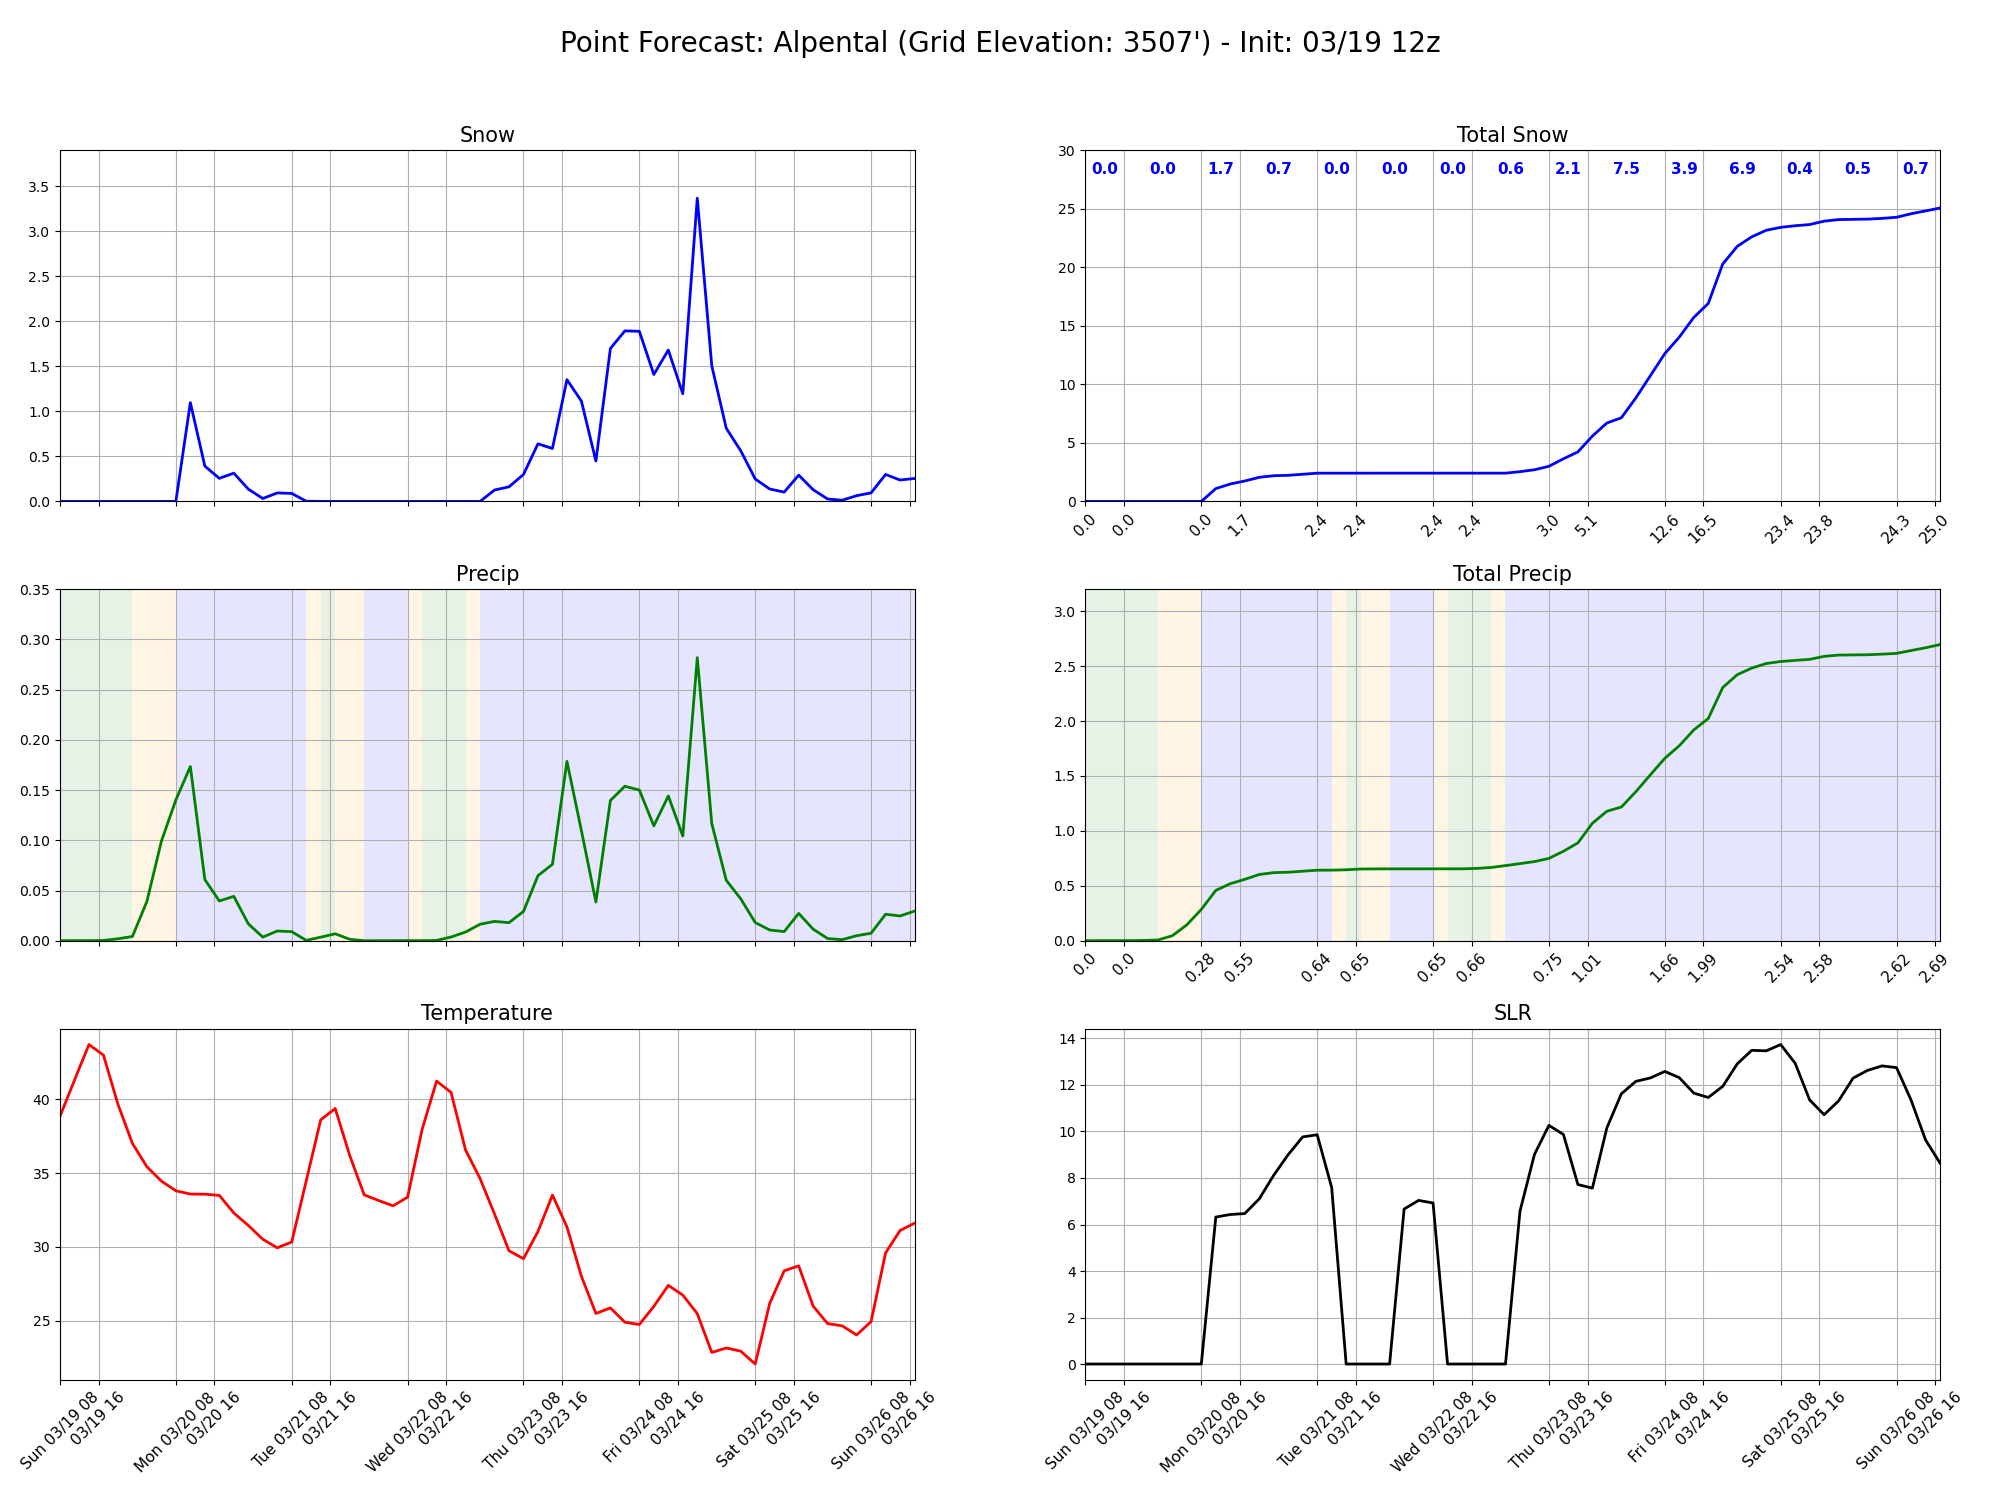 Point Forecast: Alpental (Grid Elevation: 3507') - Init: 03/19 12z
Snow
3.5
3.0
2.5
2.0
1.5
1.0
0.5
0.0
Total Snow
30
25
20
15
10
5
0
0.0 0.0 1.7 0.7 0.0 0.0 0.0 0.6 2.1 7.5 3.9 6.9 0.4 0.5 0.7
0.0 0.0 0.0 1.7 2.4 2.4 2.4 2.4 3.0 5.1 12.6 16.5 23.4 23.8 24.3 25.0
Precip
0.35
0.30
0.25
0.20
0.15
0.10
0.05
0.00
Total Precip
3.0
2.5
2.0
1.5
1.0
0.5
0.0
0.0 0.0 0.28 0.55 0.64 0.65 0.65 0.66 0.75 1.01 1.66 1.99 2.54 2.58 2.62 2.69
Temperature
40
35
30
25
Sun 03/19 08
03/19 16
Mon 03/20 08
03/20 16
Tue 03/21 08
03/21 16
Wed 03/22 08
03/22 16
Thu 03/23 08
03/23 16
Fri 03/24 08
03/24 16
Sat 03/25 08
03/25 16
Sun 03/26 08
03/26 16
SLR
14
12
10
8
6
4
2
0
Sun 03/19 08
03/19 16
Mon 03/20 08
03/20 16
Tue 03/21 08
03/21 16
Wed 03/22 08
03/22 16
Thu 03/23 08
03/23 16
Fri 03/24 08
03/24 16
Sat 03/25 08
03/25 16
Sun 03/26 08
03/26 16